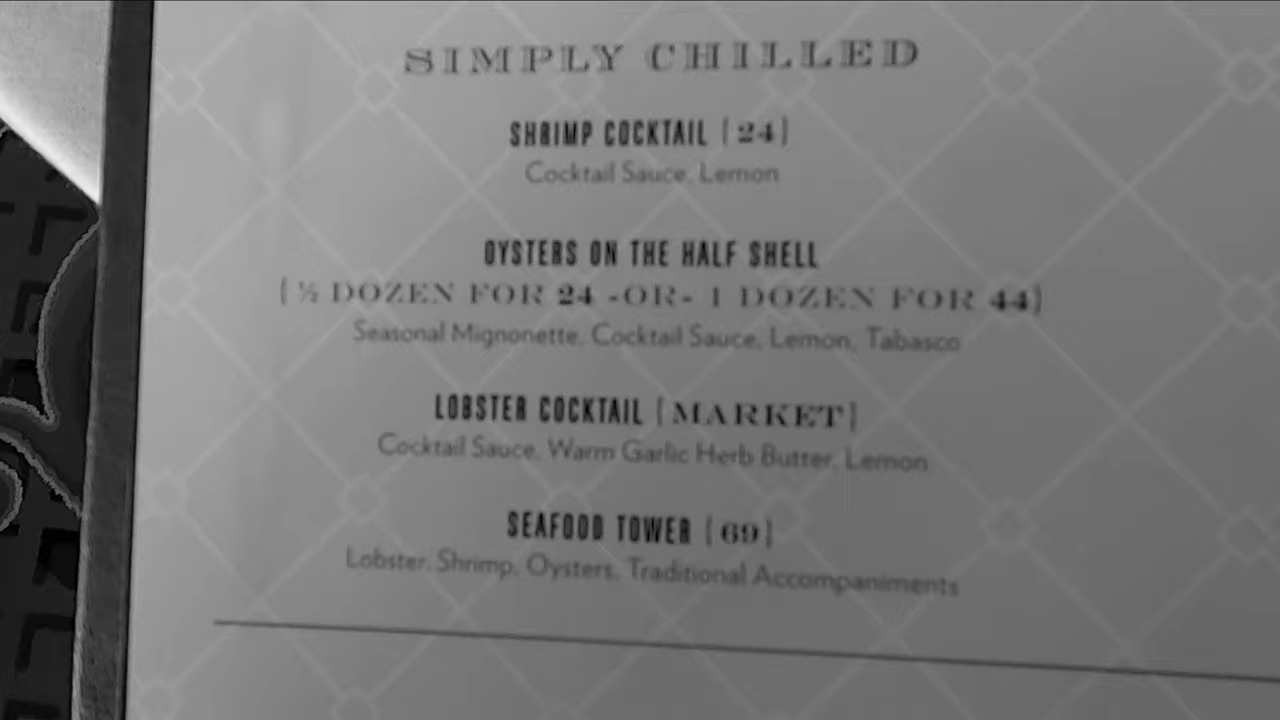 SIMPLY CHILLED
SHRIMP COCKTAIL {24}
Cocktail Sauce, Lemon
OYSTERS ON THE HALF SHELL
{½ DOZEN FOR 24 -OR- 1 DOZEN FOR 44}
Seasonal Mignonette, Cocktail Sauce, Lemon, Tabasco
LOBSTER COCKTAIL {MARKET}
Cocktail Sauce, Warm Garlic Herb Butter, Lemon
SEAFOOD TOWER {69}
Lobster, Shrimp, Oysters, Traditional Accompaniments